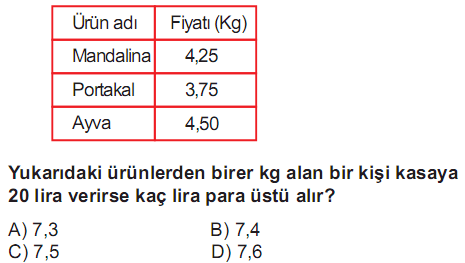 Ürün adı Fiyatı (Kg)
Mandalina 4,25
Portakal 3,75
Ayva 4,50
Yukarıdaki ürünlerden birer kg alan bir kişi kasaya
20 lira verirse kaç lira para üstü alır?
A) 7,3 B) 7,4
C) 7,5 D) 7,6